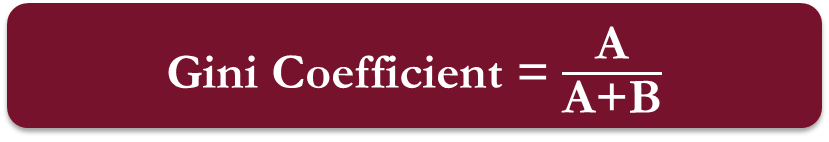 Gini Coefficient = A
A+B